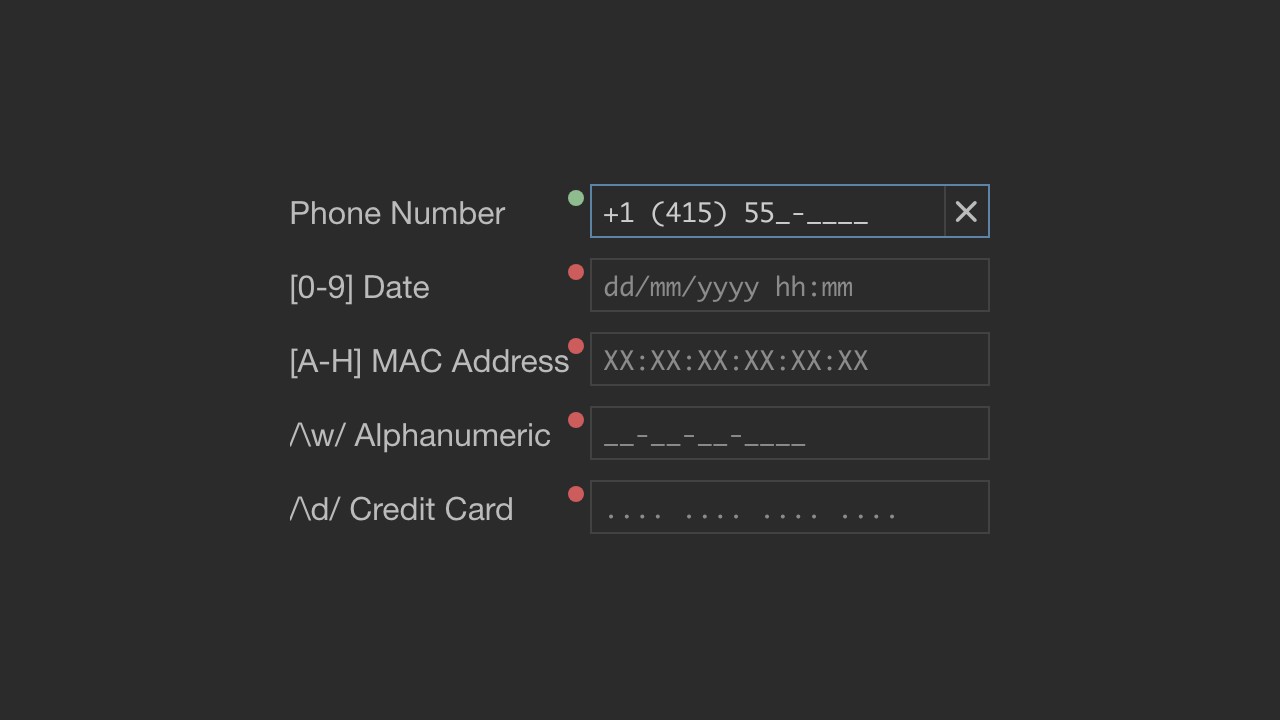 Phone Number +1 (415) 55_-____
[0-9] Date dd/mm/yyyy hh:mm
[A-H] MAC Address XX:XX:XX:XX:XX:XX
/\w/ Alphanumeric __-__-__-____
/\d/ Credit Card .... .... .... ....